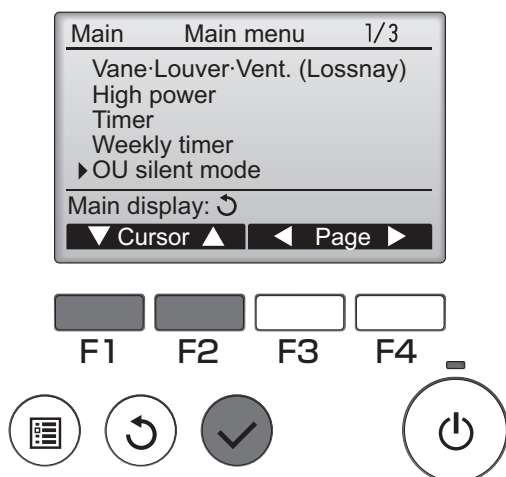 Main Main menu 1/3
Vane·Louver·Vent. (Lossnay)
High power
Timer
Weekly timer
OU silent mode
Main display:
Cursor Page
F1 F2 F3 F4